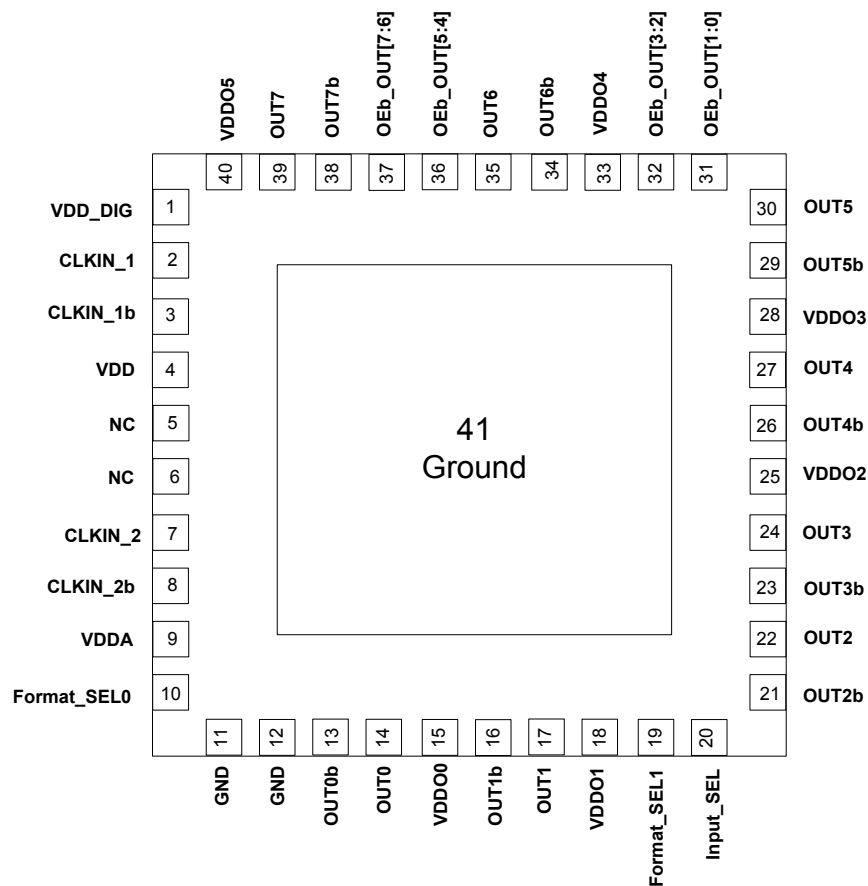 VDDO5
OUT7
OUT7b
OEb_OUT[7:6]
OEb_OUT[5:4]
OUT6
OUT6b
VDDO4
OEb_OUT[3:2]
OEb_OUT[1:0]
40
39
38
37
36
35
34
33
32
31
VDD_DIG 1
CLKIN_1 2
CLKIN_1b 3
VDD 4
NC 5
NC 6
CLKIN_2 7
CLKIN_2b 8
VDDA 9
Format_SEL0 10
41
Ground
30 OUT5
29 OUT5b
28 VDDO3
27 OUT4
26 OUT4b
25 VDDO2
24 OUT3
23 OUT3b
22 OUT2
21 OUT2b
11
12
13
14
15
16
17
18
19
20
GND
GND
OUT0b
OUT0
VDDO0
OUT1b
OUT1
VDDO1
Format_SEL1
Input_SEL